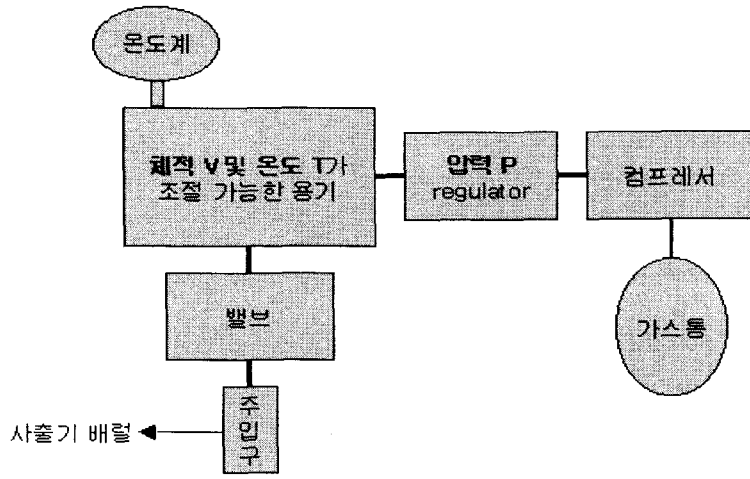 온도계
체적 V및 온도 T가
조절 가능한 용기
압력 P
regulator
컴프레서
가스통
밸브
주
입
구
사출기 배럴